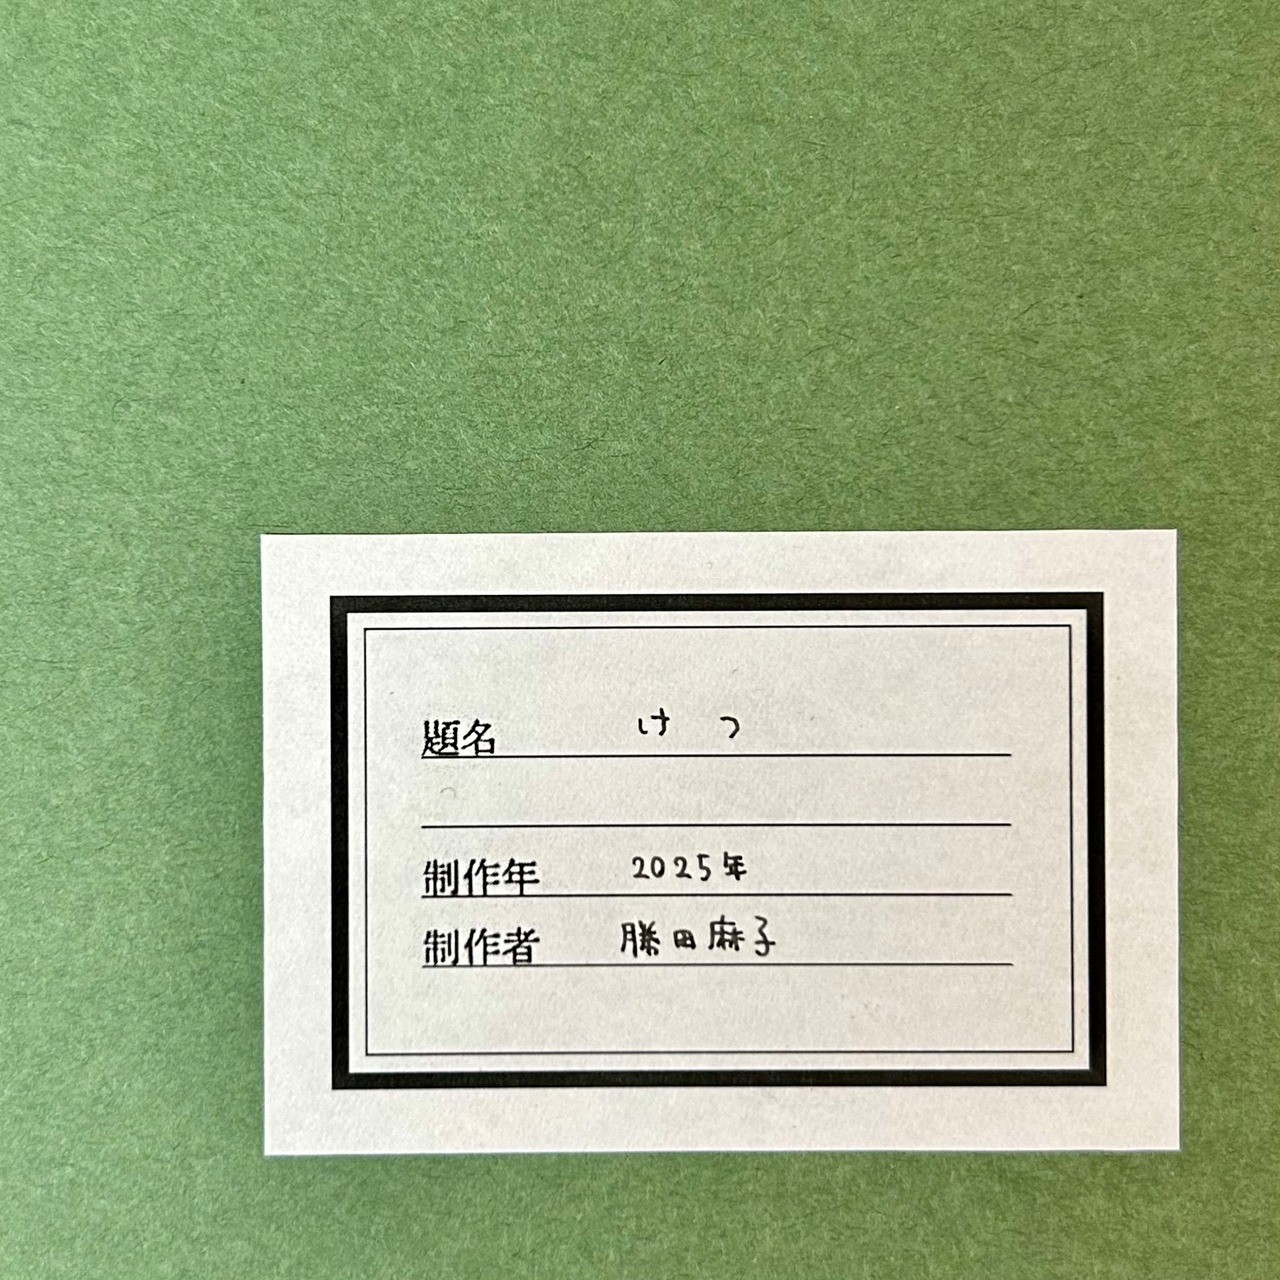 題名 けつ
制作年 2025年
制作者 勝田麻子